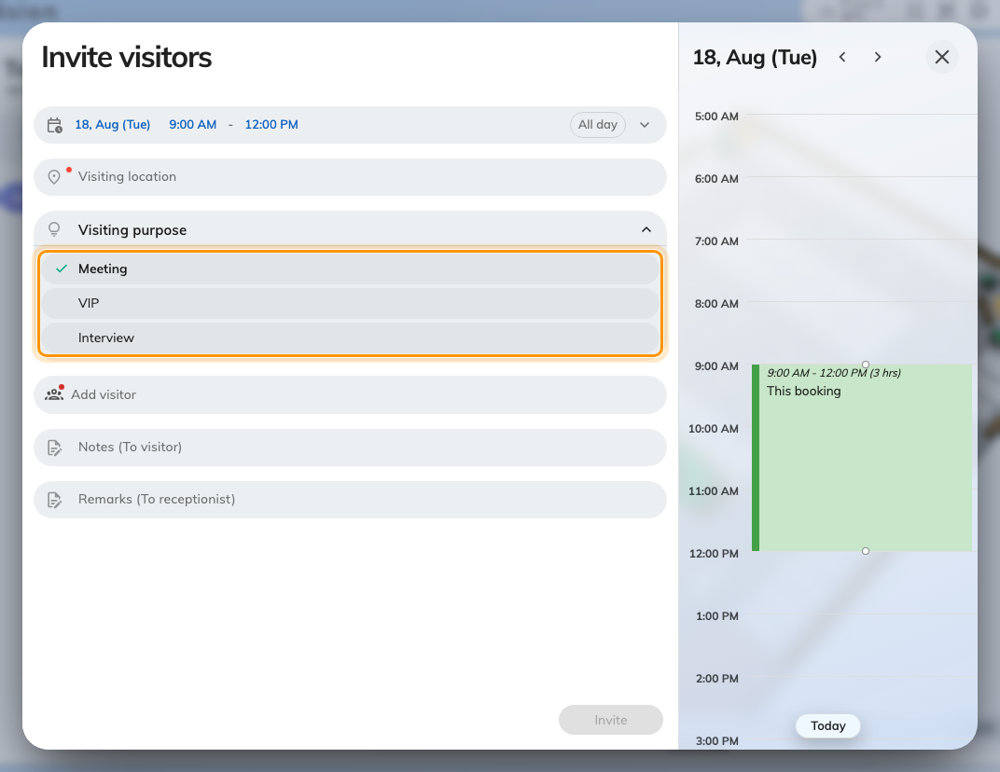 Invite visitors
18, Aug (Tue) 9:00 AM - 12:00 PM All day
Visiting location
Visiting purpose
Meeting
VIP
Interview
Add visitor
Notes (To visitor)
Remarks (To receptionist)
Invite
18, Aug (Tue)
5:00 AM
6:00 AM
7:00 AM
8:00 AM
9:00 AM
9:00 AM - 12:00 PM (3 hrs)
This booking
10:00 AM
11:00 AM
12:00 PM
1:00 PM
2:00 PM
Today
3:00 PM